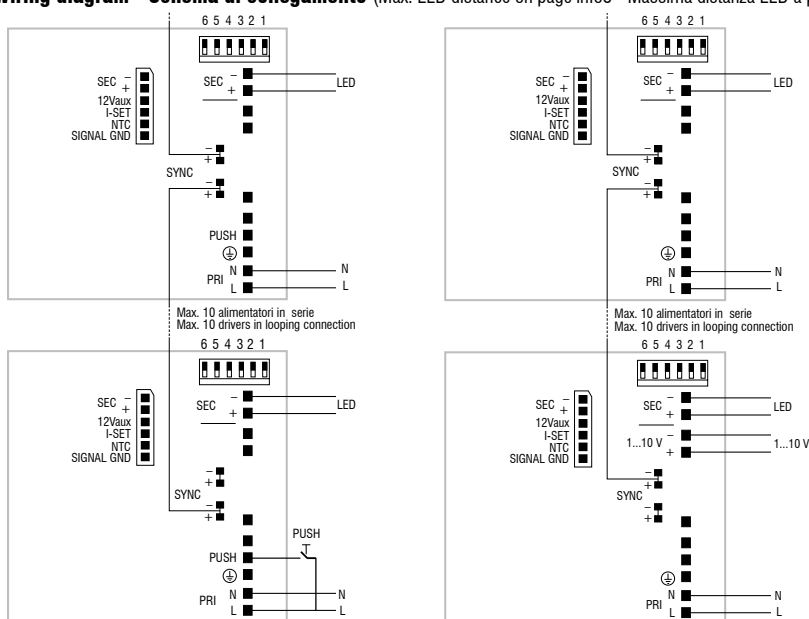 wiring diagram - Schema di collegamento (Max. LED distance on page info3 - Massima distanza LED a p
6 5 4 3 2 1
SEC –
+
12Vaux
I-SET
NTC
SIGNAL GND
SEC –
+
LED
– +
SYNC
– +
PUSH
N
PRI
L
N
L
Max. 10 alimentatori in serie
Max. 10 drivers in looping connection
6 5 4 3 2 1
SEC –
+
12Vaux
I-SET
NTC
SIGNAL GND
SEC –
+
LED
– +
SYNC
– +
PUSH
PUSH
N
PRI
L
N
L
6 5 4 3 2 1
SEC –
+
12Vaux
I-SET
NTC
SIGNAL GND
SEC –
+
LED
– +
SYNC
– +
N
PRI
L
N
L
Max. 10 alimentatori in serie
Max. 10 drivers in looping connection
6 5 4 3 2 1
SEC –
+
12Vaux
I-SET
NTC
SIGNAL GND
SEC –
+
LED
1...10 V –
+
1...10 V
– +
SYNC
– +
N
PRI
L
N
L